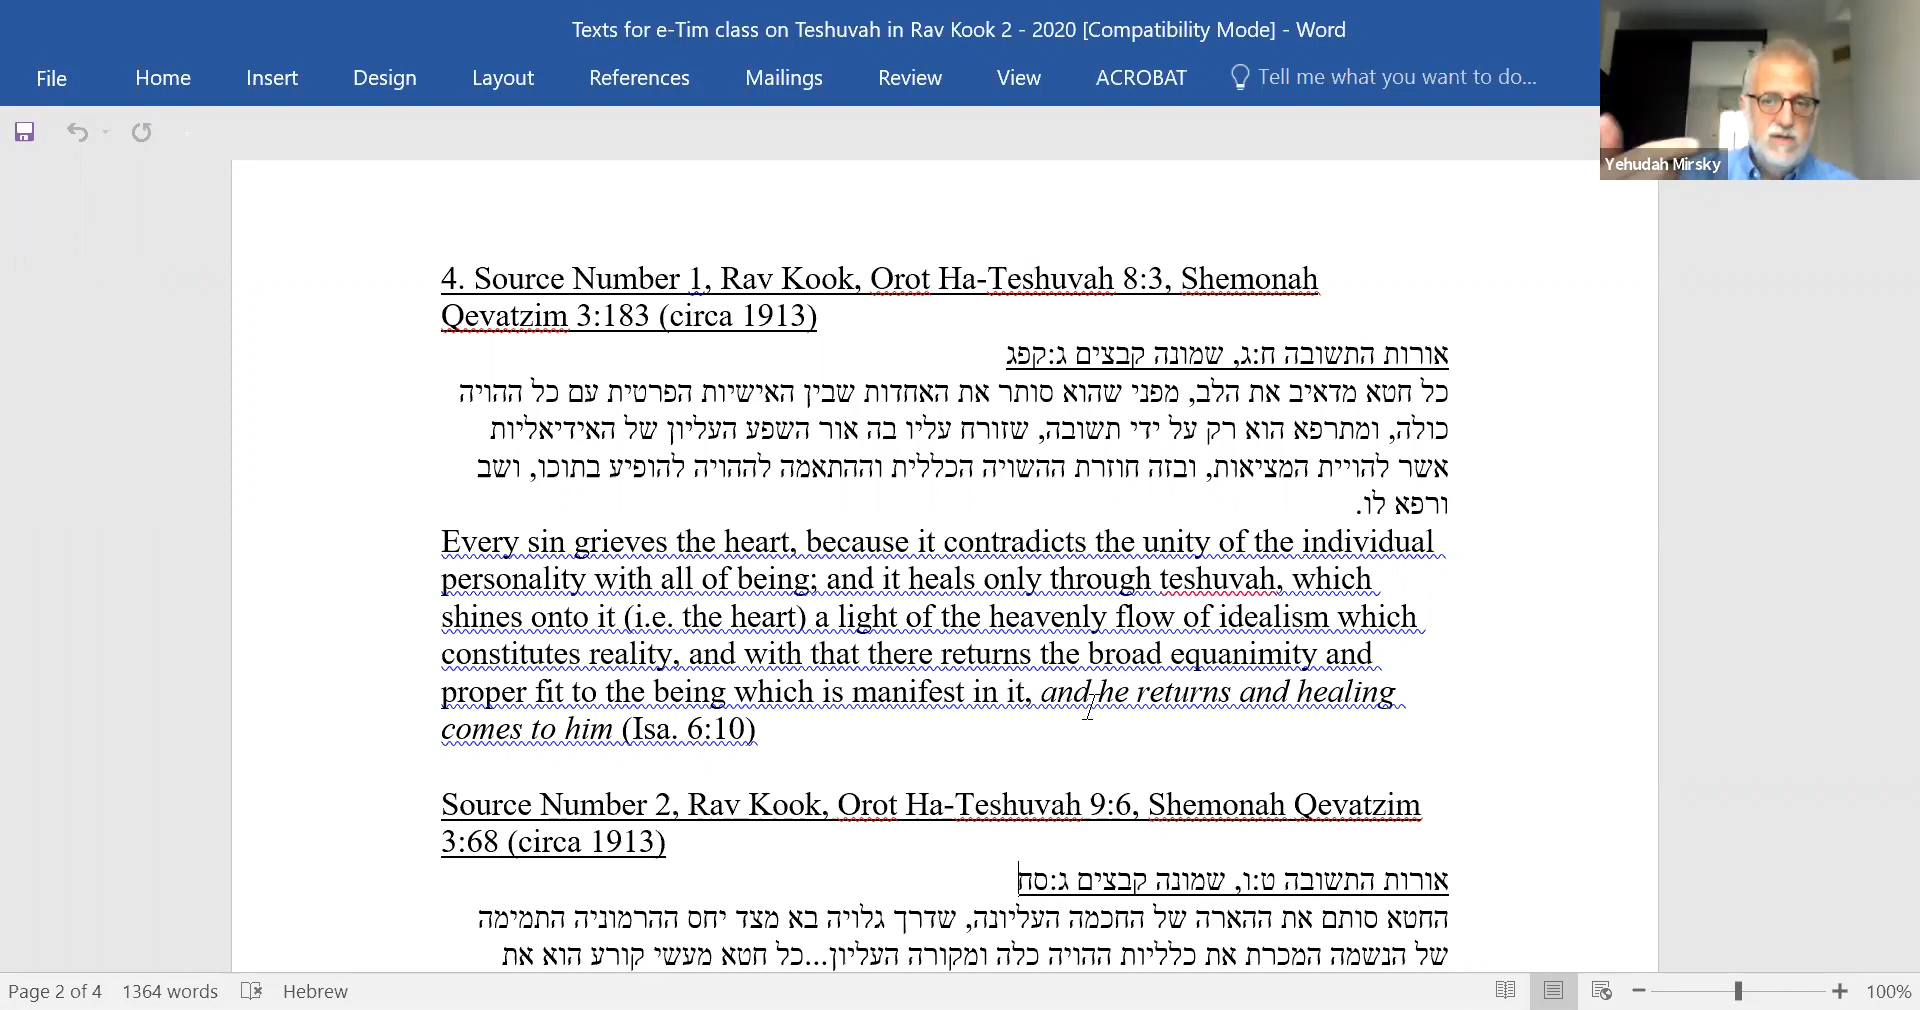 Texts for e-Tim class on Teshuvah in Rav Kook 2 - 2020 [Compatibility Mode] - Word
File Home Insert Design Layout References Mailings Review View ACROBAT Tell me what you want to do...
Yehudah Mirsky
4. Source Number 1, Rav Kook, Orot Ha-Teshuvah 8:3, Shemonah
Qevatzim 3:183 (circa 1913)
אורות התשובה ח:ג, שמונה קבצים ג:קפג
כל חטא מדאיב את הלב, מפני שהוא סותר את האחדות שבין האישיות הפרטית עם כל ההויה
כולה, ומתרפא הוא רק על ידי תשובה, שזורח עליו בה אור השפע העליון של האידיאליות
אשר להויית המציאות, ובזה חוזרת ההשויה הכללית וההתאמה לההויה להופיע בתוכו, ושב
ורפא לו.
Every sin grieves the heart, because it contradicts the unity of the individual
personality with all of being; and it heals only through teshuvah, which
shines onto it (i.e. the heart) a light of the heavenly flow of idealism which
constitutes reality, and with that there returns the broad equanimity and
proper fit to the being which is manifest in it, and he returns and healing
comes to him (Isa. 6:10)
Source Number 2, Rav Kook, Orot Ha-Teshuvah 9:6, Shemonah Qevatzim
3:68 (circa 1913)
אורות התשובה ט:ו, שמונה קבצים ג:סח
החטא סותם את ההארה של החכמה העליונה, שדרך גלויה בא מצד יחס ההרמוניה התמימה
של הנשמה המכרת את כלליות ההויה כלה ומקורה העליון...כל חטא מעשי קורע הוא את
Page 2 of 4 1364 words Hebrew 100%